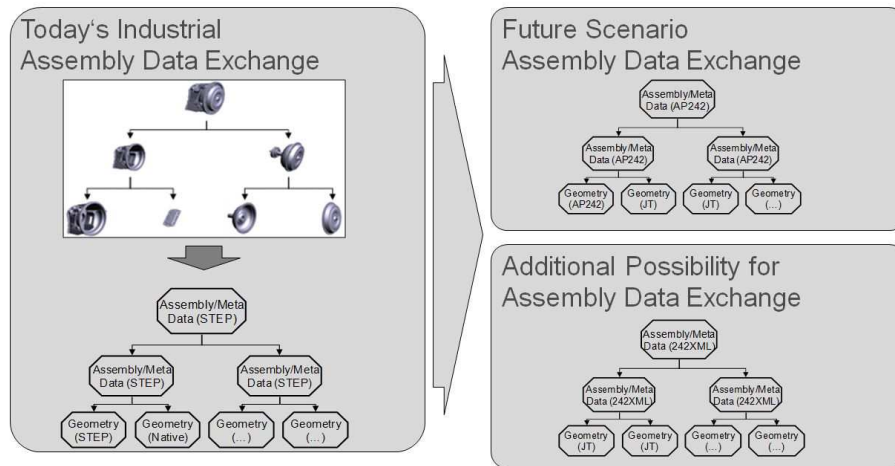 Today's Industrial
Assembly Data Exchange
Assembly/Meta
Data (STEP)
Assembly/Meta
Data (STEP)
Assembly/Meta
Data (STEP)
Geometry
(STEP)
Geometry
(Native)
Geometry
(...)
Geometry
(...)
Future Scenario
Assembly Data Exchange
Assembly/Meta
Data (AP242)
Assembly/Meta
Data (AP242)
Assembly/Meta
Data (AP242)
Geometry
(AP242)
Geometry
(JT)
Geometry
(JT)
Geometry
(...)
Additional Possibility for
Assembly Data Exchange
Assembly/Meta
Data (242XML)
Assembly/Meta
Data (242XML)
Assembly/Meta
Data (242XML)
Geometry
(JT)
Geometry
(JT)
Geometry
(...)
Geometry
(...)